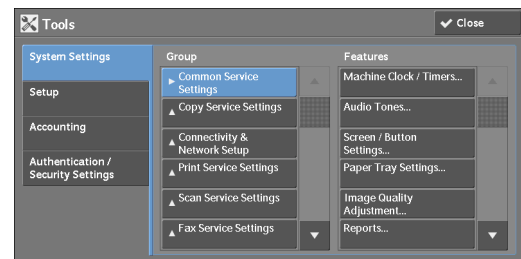 Tools
Close
System Settings
Setup
Accounting
Authentication /
Security Settings
Group
Common Service
Settings
Copy Service Settings
Connectivity &
Network Setup
Print Service Settings
Scan Service Settings
Fax Service Settings
Features
Machine Clock / Timers...
Audio Tones...
Screen / Button
Settings...
Paper Tray Settings...
Image Quality
Adjustment...
Reports...